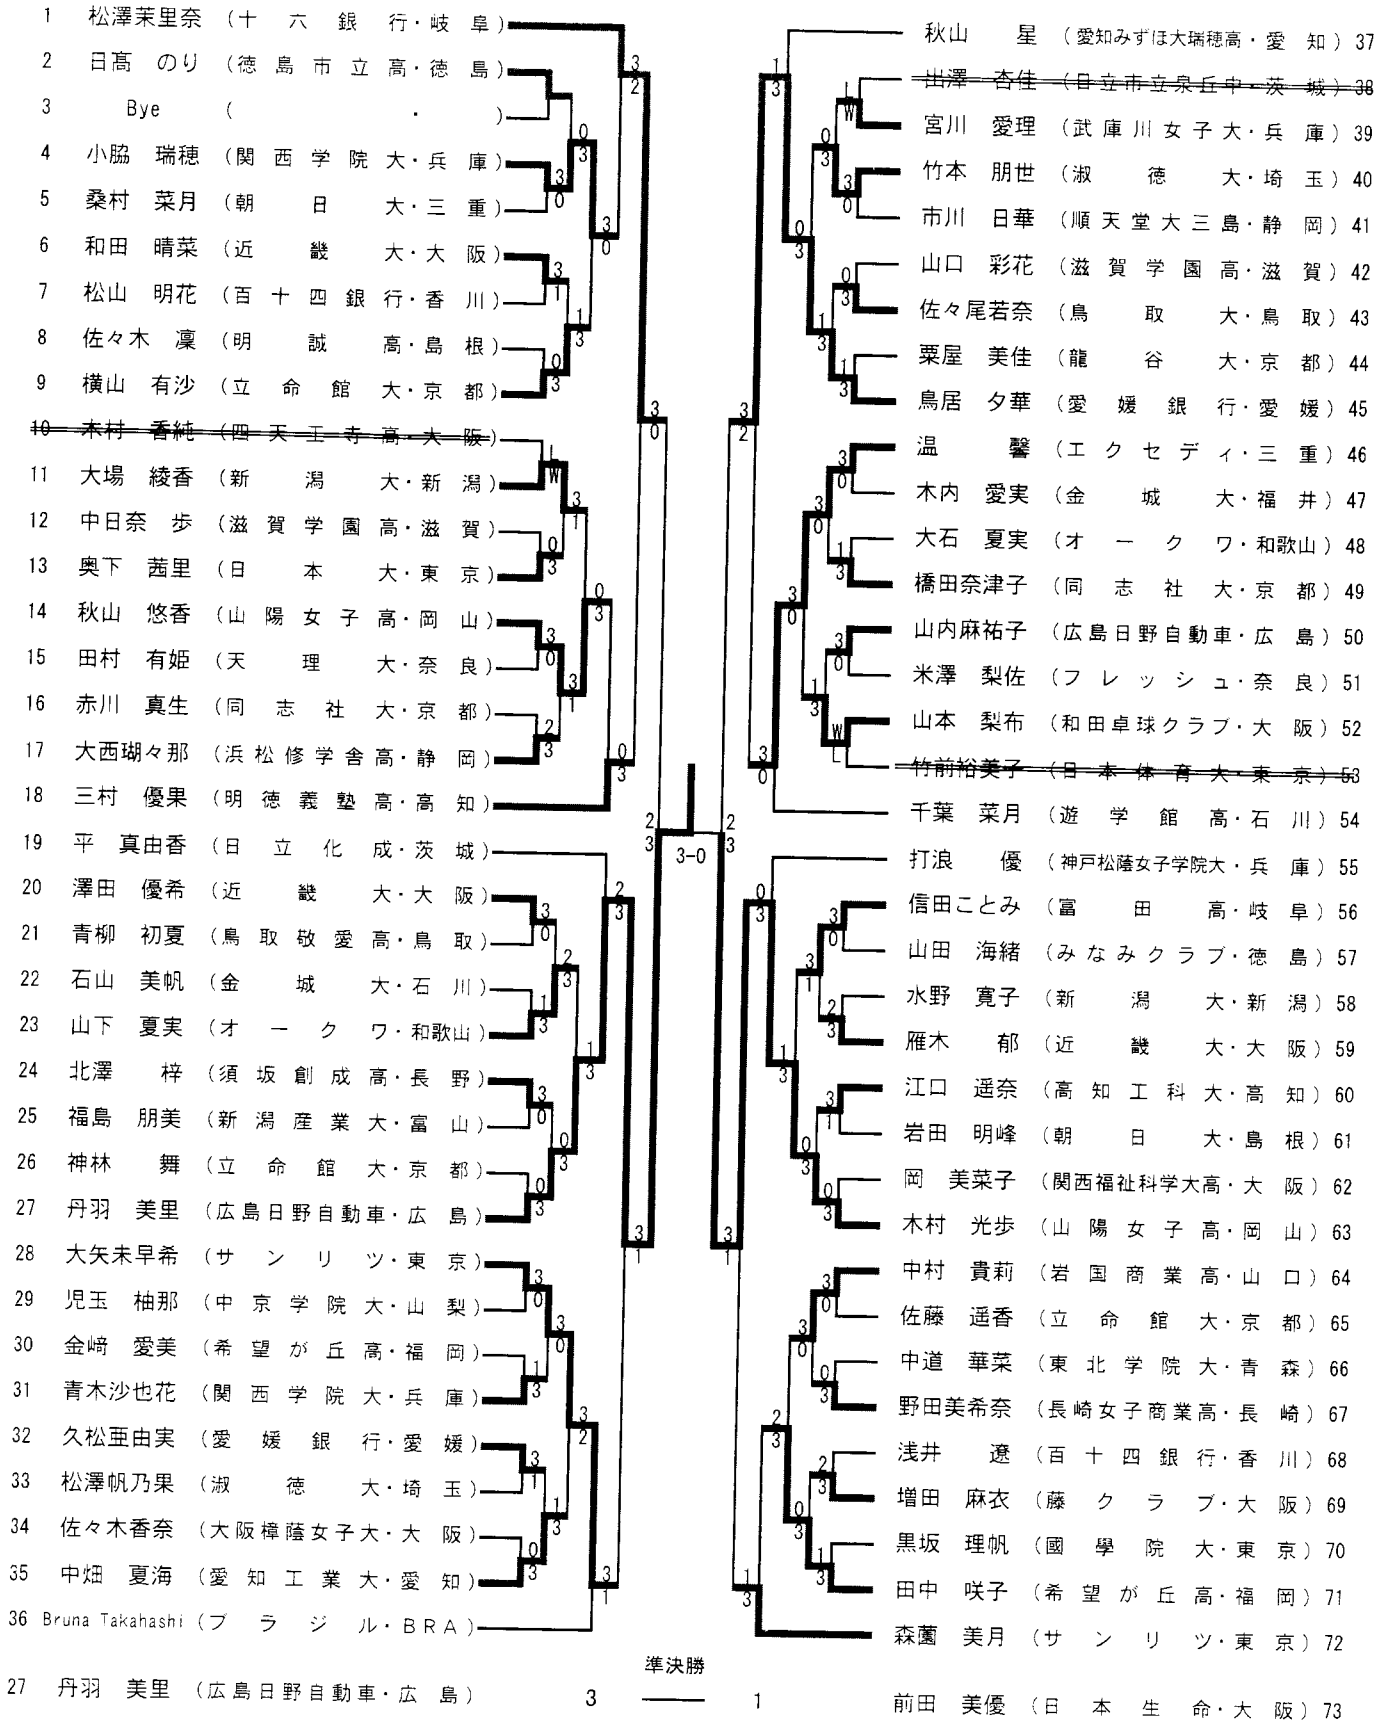 1 松澤茉里奈 (十六銀行・岐阜)
2 日髙 のり (徳島市立高・徳島)
3 Bye ( ・ )
4 小脇 瑞穂 (関西学院大・兵庫)
5 桑村 菜月 (朝日大・三重)
6 和田 晴菜 (近畿大・大阪)
7 松山 明花 (百十四銀行・香川)
8 佐々木 凜 (明誠高・島根)
9 横山 有沙 (立命館大・京都)
10 木村 香純 (四天王寺高・大阪)
11 大場 綾香 (新潟大・新潟)
12 中日奈 歩 (滋賀学園高・滋賀)
13 奥下 茜里 (日本大・東京)
14 秋山 悠香 (山陽女子高・岡山)
15 田村 有姫 (天理大・奈良)
16 赤川 真生 (同志社大・京都)
17 大西瑚々那 (浜松修学舎高・静岡)
18 三村 優果 (明徳義塾高・高知)
19 平 真由香 (日立化成・茨城)
20 澤田 優希 (近畿大・大阪)
21 青柳 初夏 (鳥取敬愛高・鳥取)
22 石山 美帆 (金城大・石川)
23 山下 夏実 (オークワ・和歌山)
24 北澤 梓 (須坂創成高・長野)
25 福島 朋美 (新潟産業大・富山)
26 神林 舞 (立命館大・京都)
27 丹羽 美里 (広島日野自動車・広島)
28 大矢未早希 (サンリツ・東京)
29 児玉 柚那 (中京学院大・山梨)
30 金﨑 愛美 (希望が丘高・福岡)
31 青木沙也花 (関西学院大・兵庫)
32 久松亜由実 (愛媛銀行・愛媛)
33 松澤帆乃果 (淑徳大・埼玉)
34 佐々木香奈 (大阪樟蔭女子大・大阪)
35 中畑 夏海 (愛知工業大・愛知)
36 Bruna Takahashi (ブラジル・BRA)
3-0
秋山 星 (愛知みずほ大瑞穂高・愛知) 37
出澤 杏佳 (日立市立泉丘中・茨城) 38
宮川 愛理 (武庫川女子大・兵庫) 39
竹本 朋世 (淑徳大・埼玉) 40
市川 日華 (順天堂大三島・静岡) 41
山口 彩花 (滋賀学園高・滋賀) 42
佐々尾若奈 (鳥取大・鳥取) 43
粟屋 美佳 (龍谷大・京都) 44
鳥居 夕華 (愛媛銀行・愛媛) 45
温 馨 (エクセディ・三重) 46
木内 愛実 (金城大・福井) 47
大石 夏実 (オークワ・和歌山) 48
橋田奈津子 (同志社大・京都) 49
山内麻祐子 (広島日野自動車・広島) 50
米澤 梨佐 (フレッシュ・奈良) 51
山本 梨布 (和田卓球クラブ・大阪) 52
竹前裕美子 (日本体育大・東京) 53
千葉 菜月 (遊学館高・石川) 54
打浪 優 (神戸松蔭女子学院大・兵庫) 55
信田ことみ (富田高・岐阜) 56
山田 海緒 (みなみクラブ・徳島) 57
水野 寛子 (新潟大・新潟) 58
雁木 郁 (近畿大・大阪) 59
江口 遥奈 (高知工科大・高知) 60
岩田 明峰 (朝日大・島根) 61
岡 美菜子 (関西福祉科学大高・大阪) 62
木村 光歩 (山陽女子高・岡山) 63
中村 貴莉 (岩国商業高・山口) 64
佐藤 遥香 (立命館大・京都) 65
中道 華菜 (東北学院大・青森) 66
野田美希奈 (長崎女子商業高・長崎) 67
浅井 遼 (百十四銀行・香川) 68
増田 麻衣 (藤クラブ・大阪) 69
黒坂 理帆 (國學院大・東京) 70
田中 咲子 (希望が丘高・福岡) 71
森薗 美月 (サンリツ・東京) 72
準決勝
27 丹羽 美里 (広島日野自動車・広島) 3 ── 1 前田 美優 (日本生命・大阪) 73